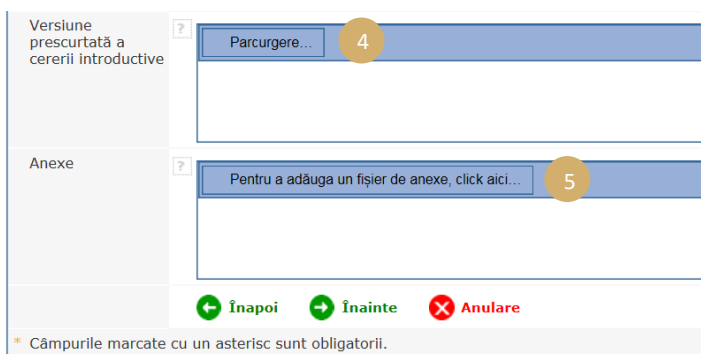 Versiune
prescurtată a
cererii introductive
?
Parcurgere...
4
Anexe
?
Pentru a adăuga un fișier de anexe, click aici...
5
Înapoi
Înainte
Anulare
* Câmpurile marcate cu un asterisc sunt obligatorii.